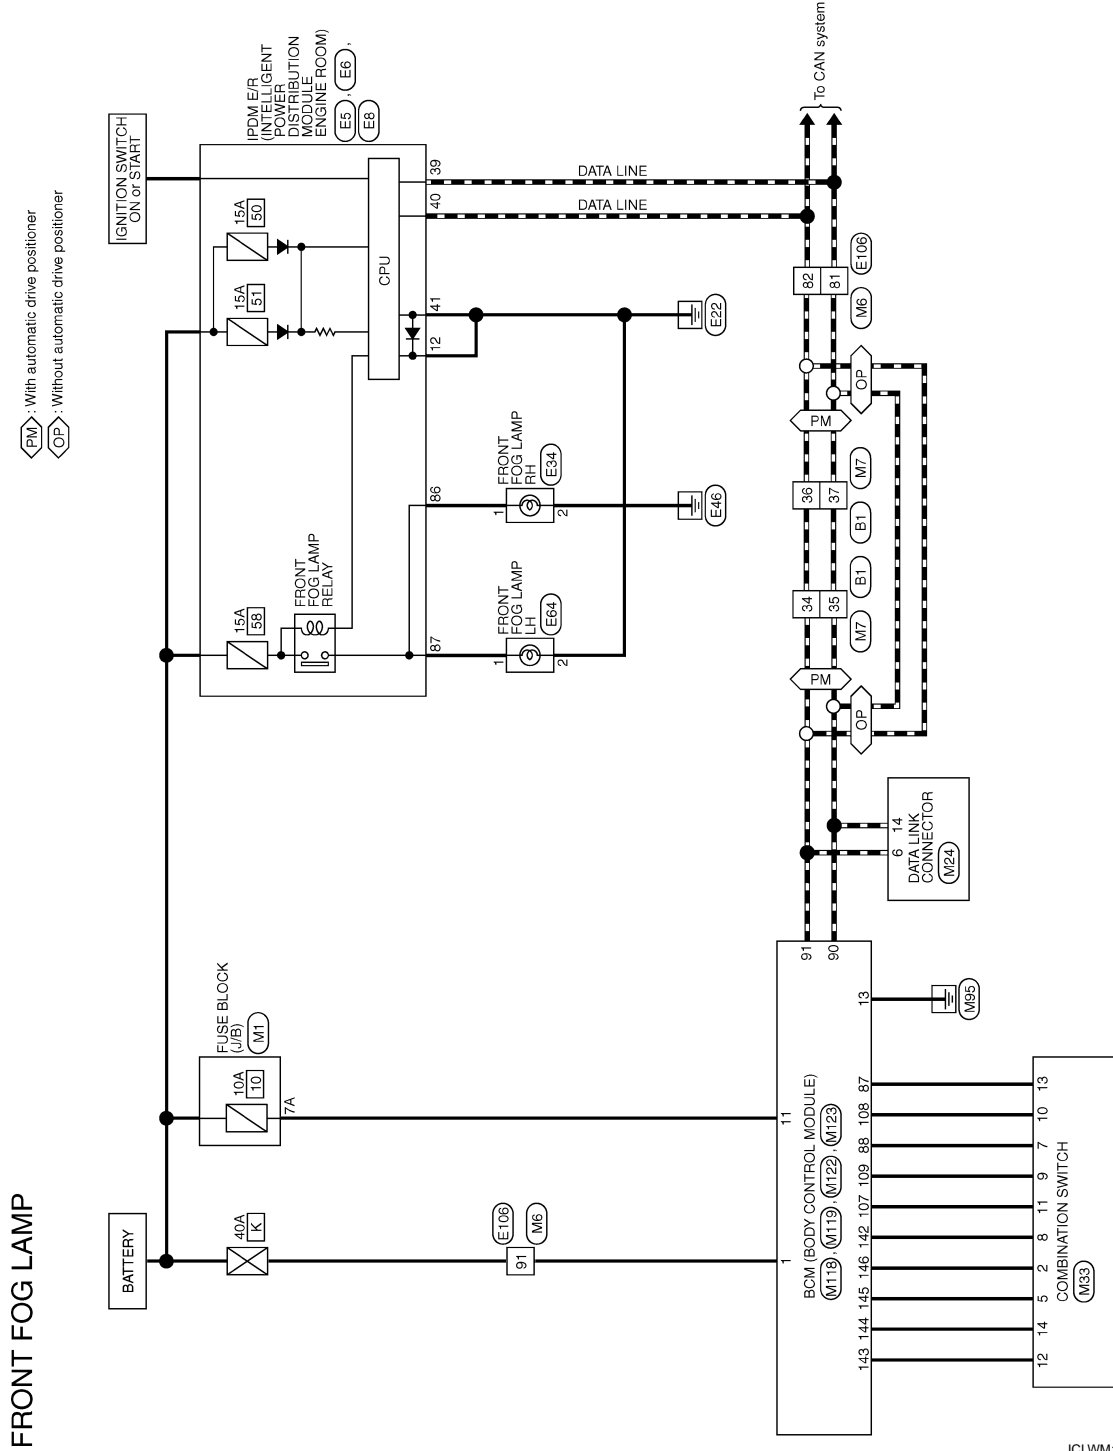 FRONT FOG LAMP
PM : With automatic drive positioner
OP : Without automatic drive positioner
BATTERY
IGNITION SWITCH
ON or START
40A
K
E106
M6
91
FUSE BLOCK
(J/B)
M1
10A
10
7A
15A
58
FRONT
FOG LAMP
RELAY
15A
51
15A
50
IPDM E/R
(INTELLIGENT
POWER
DISTRIBUTION
MODULE
ENGINE ROOM)
E5 , E6 ,
E8
CPU
87
86
12
41
40
39
DATA LINE
DATA LINE
FRONT
FOG LAMP
LH
E64
1
2
FRONT
FOG LAMP
RH
E34
1
2
E46
E22
To CAN system
1
11
BCM (BODY CONTROL MODULE)
M118 , M119 , M122 , M123
13
91
90
M95
6
14
DATA LINK
CONNECTOR
M24
PM
OP
34
35
M7
B1
36
37
B1
M7
PM
OP
82
81
M6
E106
143
144
145
146
142
107
109
88
108
87
12
14
5
2
8
11
9
7
10
13
COMBINATION SWITCH
M33